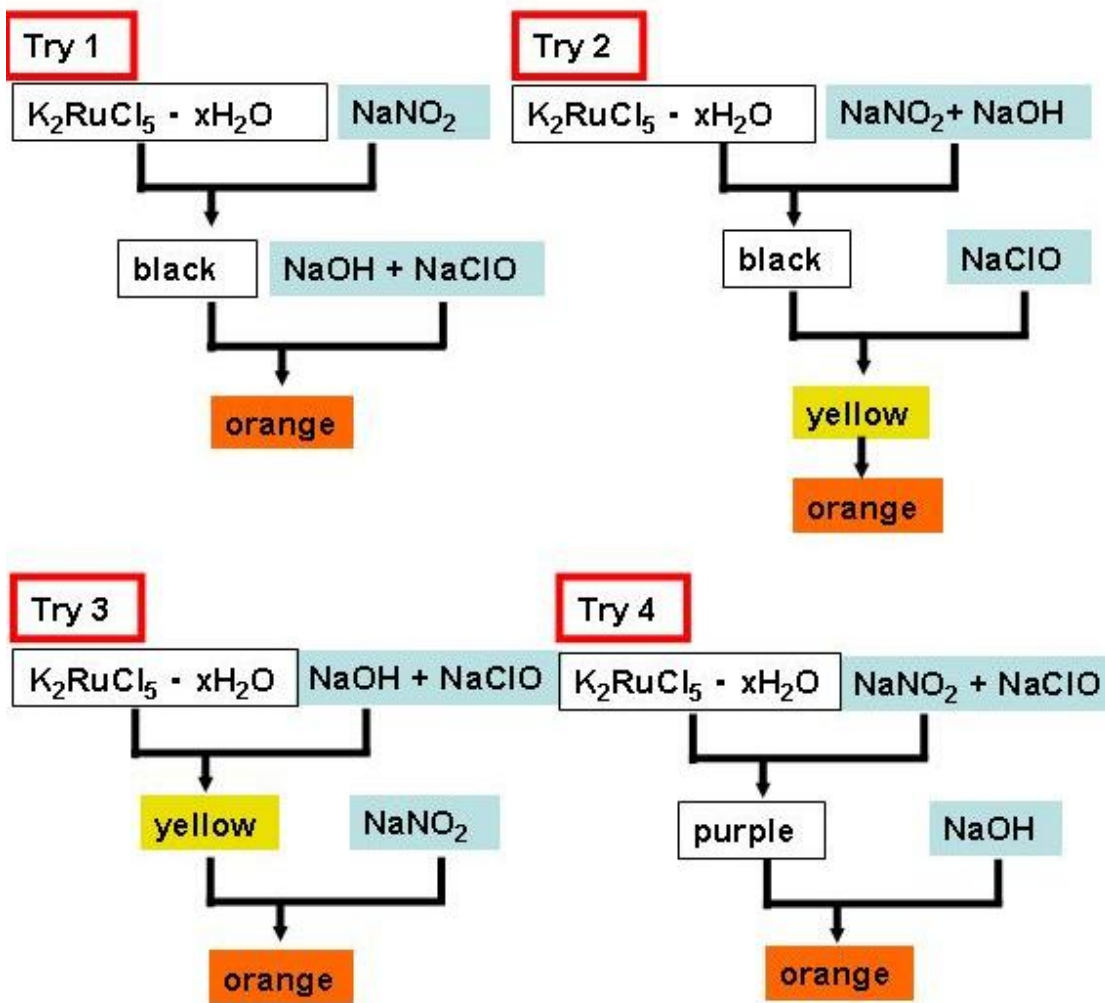 Try 1
K₂RuCl₅ - xH₂O NaNO₂
black NaOH + NaClO
orange
Try 2
K₂RuCl₅ - xH₂O NaNO₂+ NaOH
black NaClO
yellow
orange
Try 3
K₂RuCl₅ - xH₂O NaOH + NaClO
yellow NaNO₂
orange
Try 4
K₂RuCl₅ - xH₂O NaNO₂ + NaClO
purple NaOH
orange